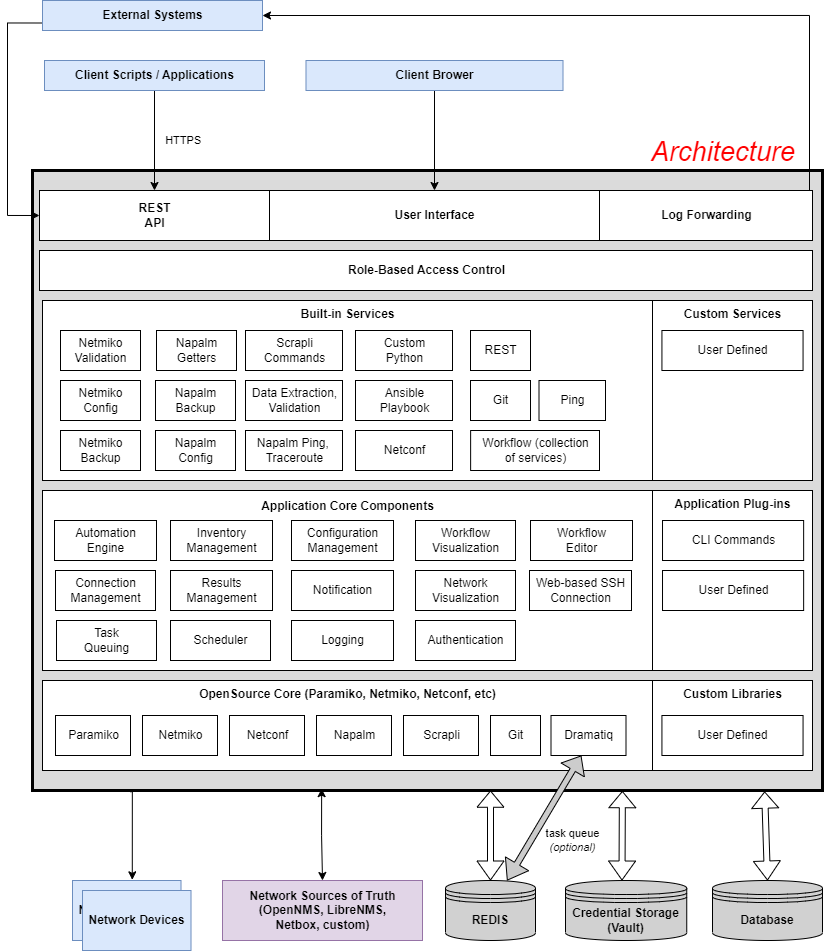 External Systems
Client Scripts / Applications
Client Brower
HTTPS
Architecture
REST
API
User Interface
Log Forwarding
Role-Based Access Control
Built-in Services
Custom Services
Netmiko
Validation
Napalm
Getters
Scrapli
Commands
Custom
Python
REST
User Defined
Netmiko
Config
Napalm
Backup
Data Extraction,
Validation
Ansible
Playbook
Git
Ping
Netmiko
Backup
Napalm
Config
Napalm Ping,
Traceroute
Netconf
Workflow (collection
of services)
Application Core Components
Application Plug-ins
Automation
Engine
Inventory
Management
Configuration
Management
Workflow
Visualization
Workflow
Editor
CLI Commands
Connection
Management
Results
Management
Notification
Network
Visualization
Web-based SSH
Connection
User Defined
Task
Queuing
Scheduler
Logging
Authentication
OpenSource Core (Paramiko, Netmiko, Netconf, etc)
Custom Libraries
Paramiko
Netmiko
Netconf
Napalm
Scrapli
Git
Dramatiq
User Defined
task queue
(optional)
Network Devices
Network Sources of Truth
(OpenNMS, LibreNMS,
Netbox, custom)
REDIS
Credential Storage
(Vault)
Database